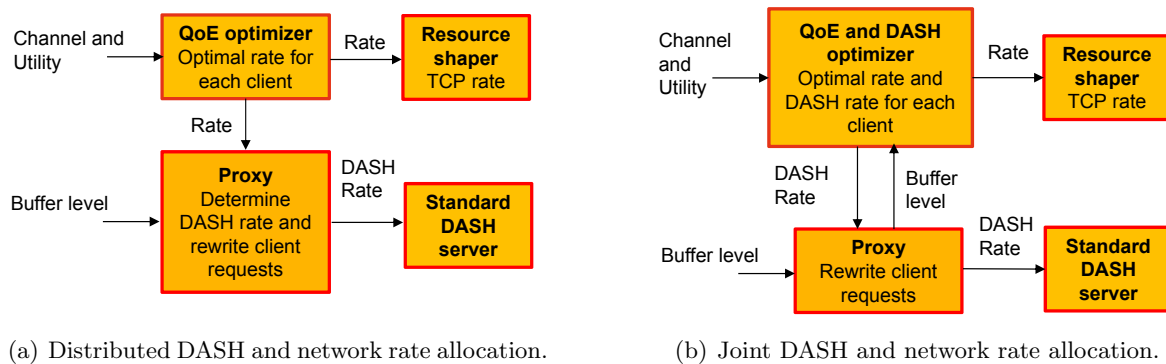 Channel and
Utility
QoE optimizer
Optimal rate for
each client
Rate
Resource
shaper
TCP rate
Rate
Buffer level
Proxy
Determine
DASH rate and
rewrite client
requests
DASH
Rate
Standard
DASH
server
(a) Distributed DASH and network rate allocation.
Channel
and
Utility
QoE and DASH
optimizer
Optimal rate and
DASH rate for each
client
Rate
Resource
shaper
TCP rate
DASH
Rate
Buffer
level
Buffer level
Proxy
Rewrite client
requests
DASH
Rate
Standard
DASH
server
(b) Joint DASH and network rate allocation.